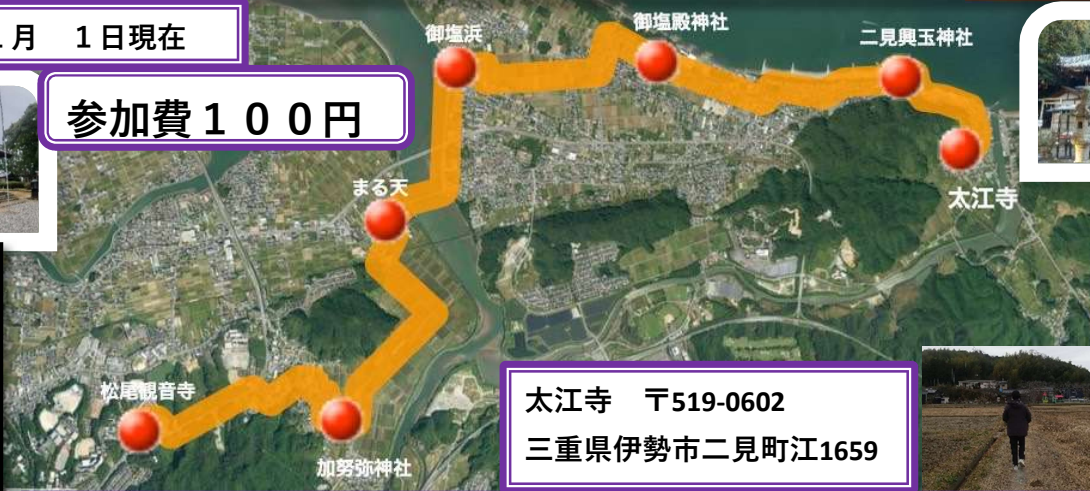 月　１日現在
参加費１００円
御塩浜
御塩殿神社
二見興玉神社
太江寺
まる天
松尾観音寺
加努弥神社
太江寺　〒519-0602
三重県伊勢市二見町江1659